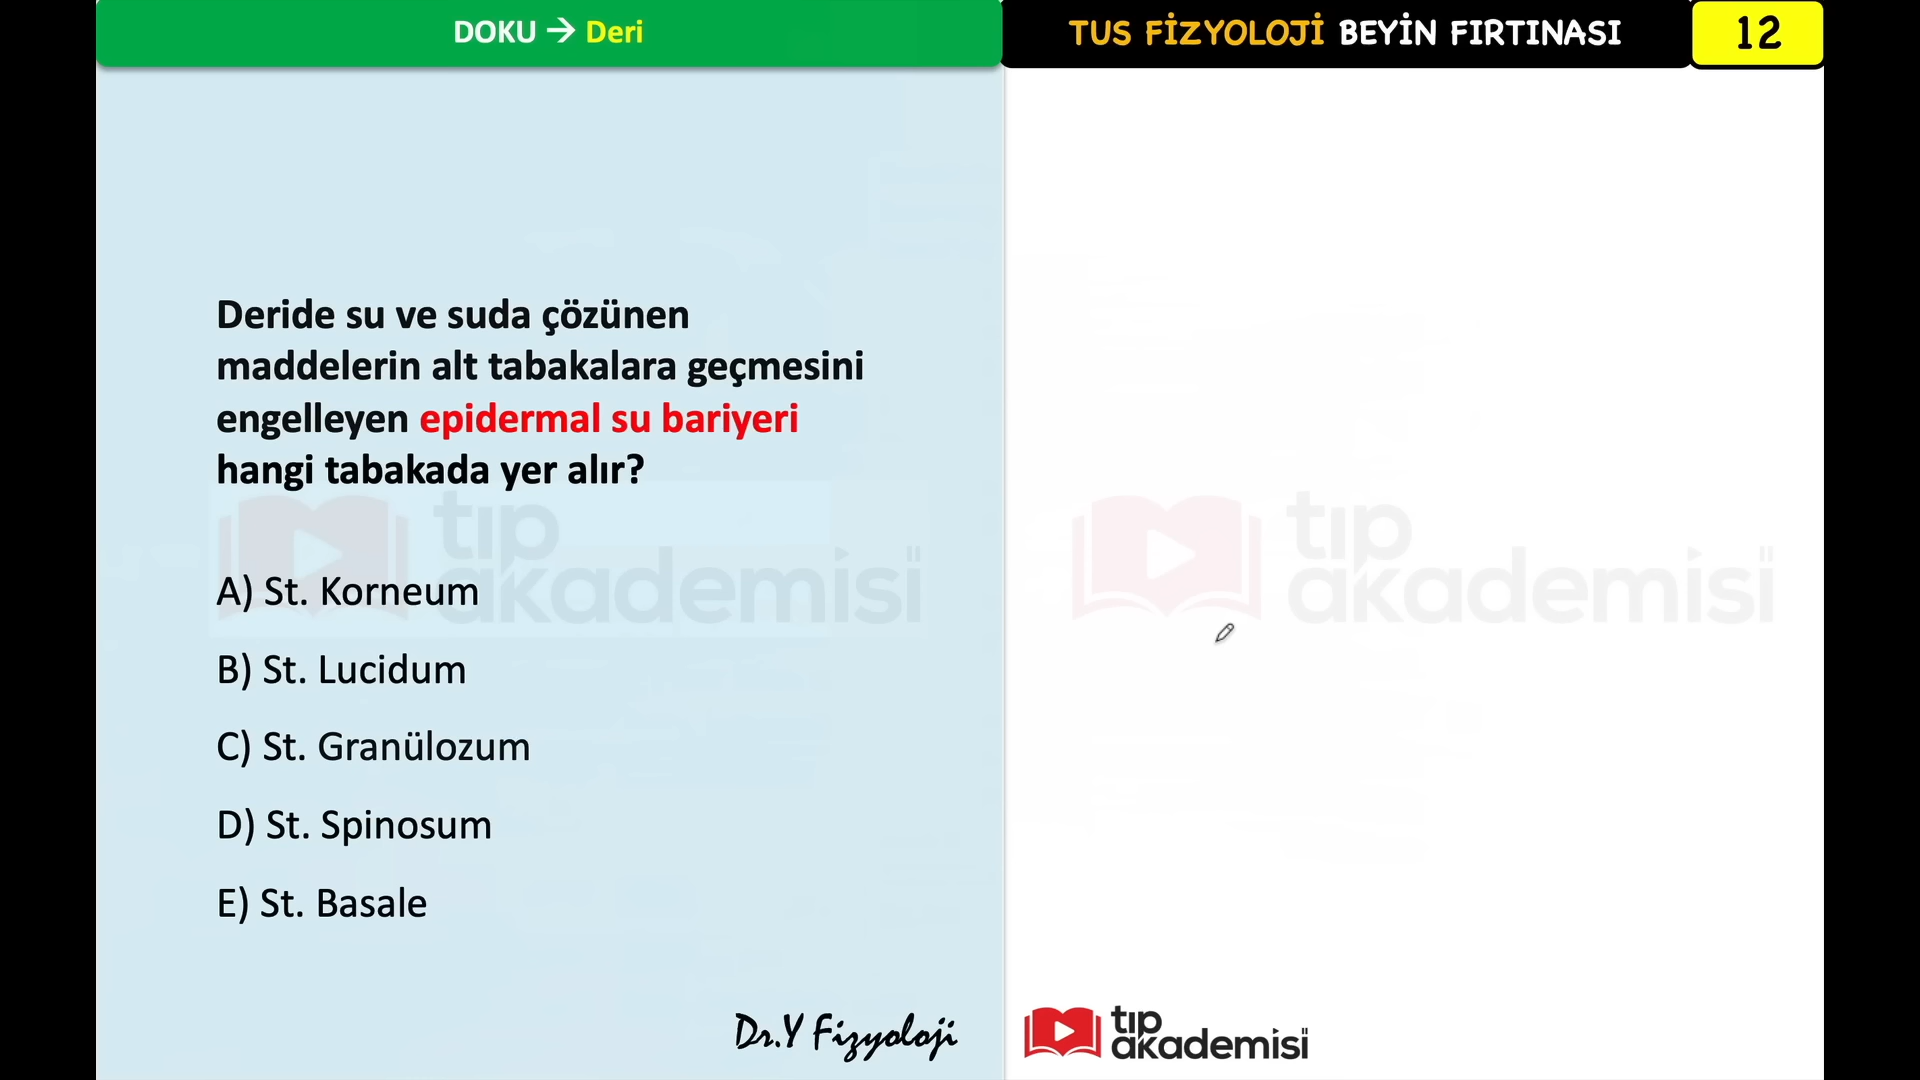 DOKU → Deri
TUS FİZYOLOJİ BEYİN FIRTINASI
12
Deride su ve suda çözünen
maddelerin alt tabakalara geçmesini
engelleyen epidermal su bariyeri
hangi tabakada yer alır?
tıp
akademisi
A) St. Korneum
B) St. Lucidum
C) St. Granülozum
D) St. Spinosum
E) St. Basale
Dr.Y Fizyoloji
tıp
akademisi
tıp
akademisi